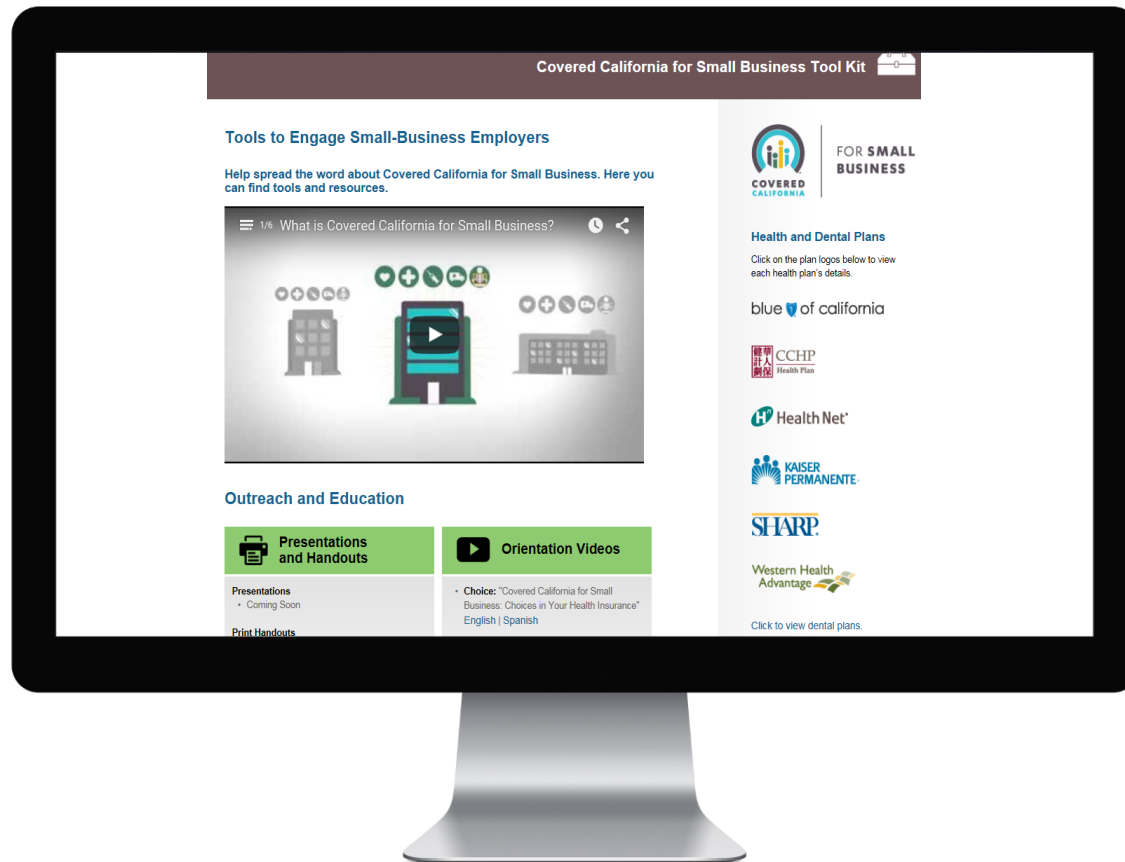 Covered California for Small Business Tool Kit
Tools to Engage Small-Business Employers
Help spread the word about Covered California for Small Business. Here you
can find tools and resources.
1/6 What is Covered California for Small Business?
Outreach and Education
Presentations
and Handouts
Presentations
• Coming Soon
Print Handouts
Orientation Videos
• Choice: "Covered California for Small
Business: Choices in Your Health Insurance"
English | Spanish
COVERED
CALIFORNIA
FOR SMALL
BUSINESS
Health and Dental Plans
Click on the plan logos below to view
each health plan's details.
blue of california
CCHP
Health Plan
Health Net
KAISER
PERMANENTE
SHARP
Western Health
Advantage
Click to view dental plans.